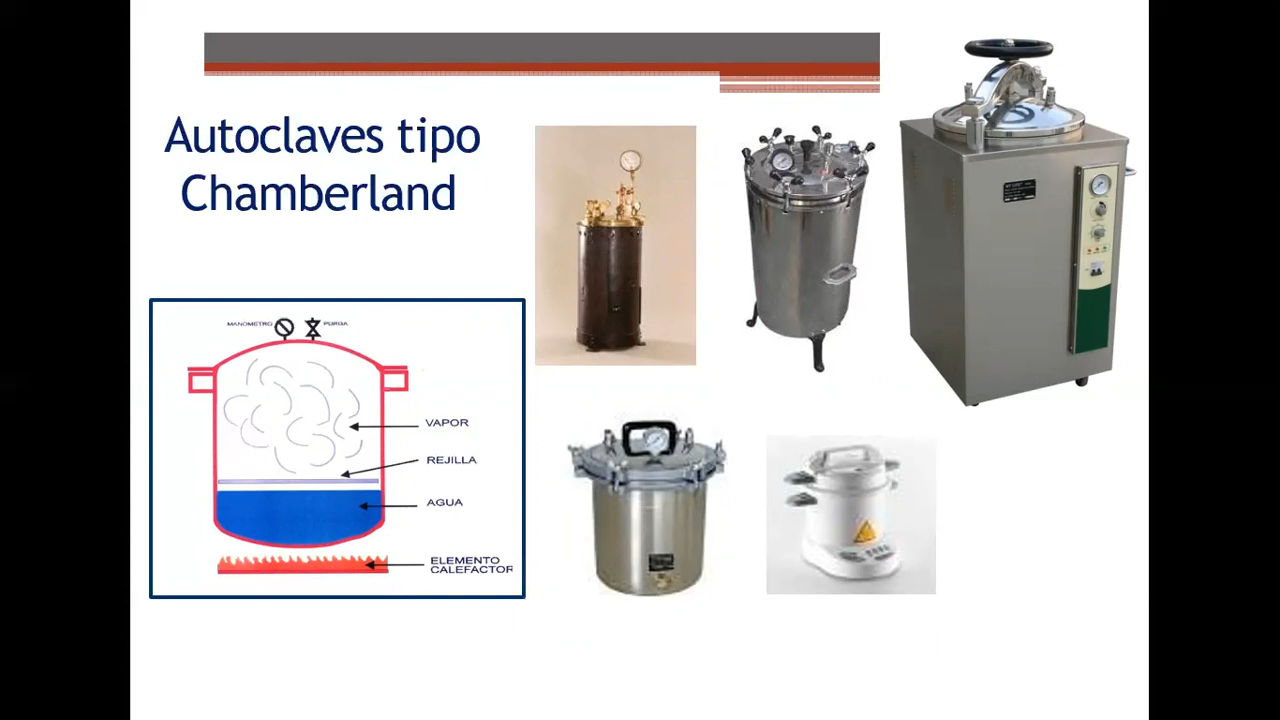 Autoclaves tipo
Chamberland
MANOMETRO
PURGA
VAPOR
REJILLA
AGUA
ELEMENTO
CALEFACTOR